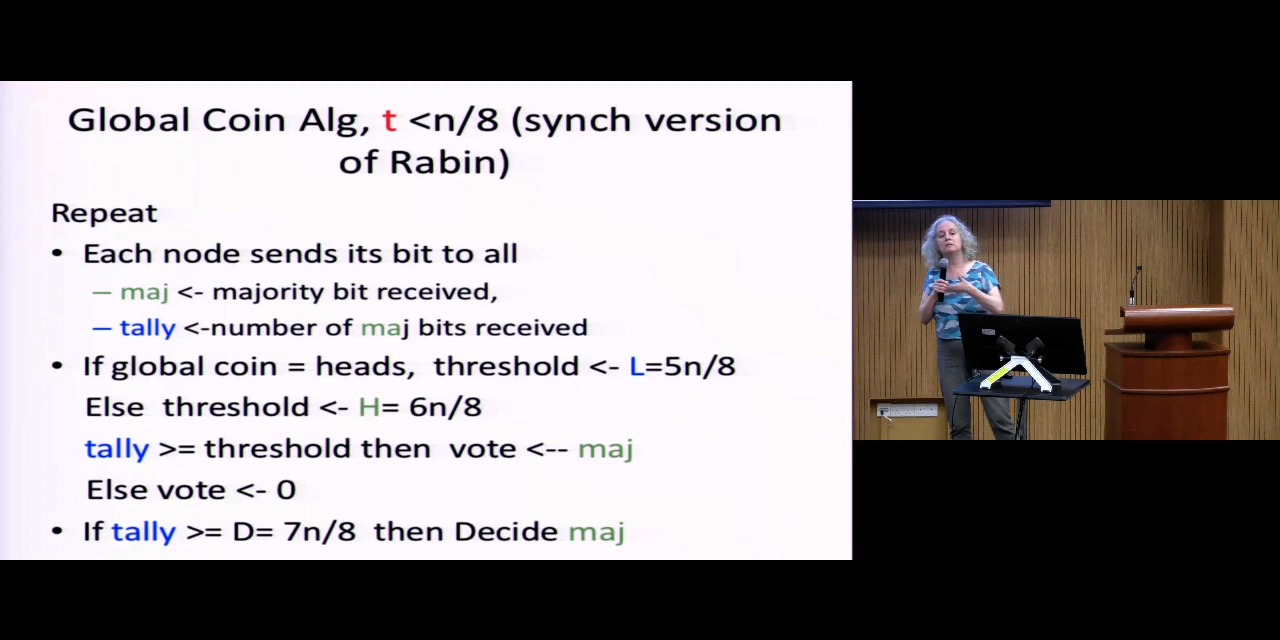 Global Coin Alg, t <n/8 (synch version
of Rabin)
Repeat
• Each node sends its bit to all
– maj <- majority bit received,
– tally <-number of maj bits received
• If global coin = heads, threshold <- L=5n/8
Else threshold <- H= 6n/8
tally >= threshold then vote <-- maj
Else vote <- 0
• If tally >= D= 7n/8 then Decide maj